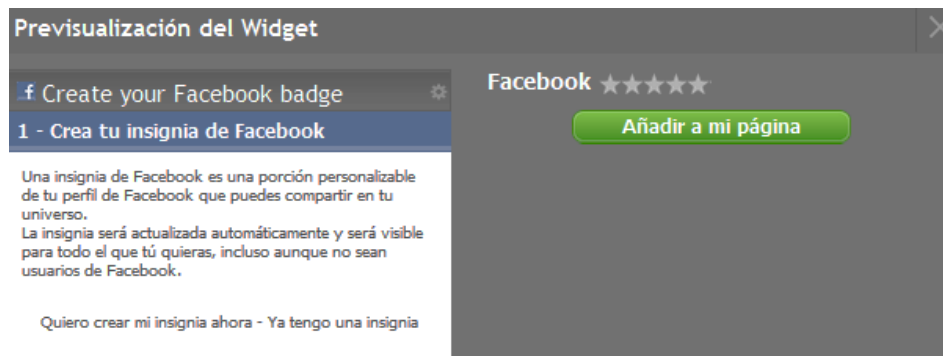 Previsualización del Widget
Create your Facebook badge
1 - Crea tu insignia de Facebook
Una insignia de Facebook es una porción personalizable
de tu perfil de Facebook que puedes compartir en tu
universo.
La insignia será actualizada automáticamente y será visible
para todo el que tú quieras, incluso aunque no sean
usuarios de Facebook.
Quiero crear mi insignia ahora - Ya tengo una insignia
Facebook
Añadir a mi página